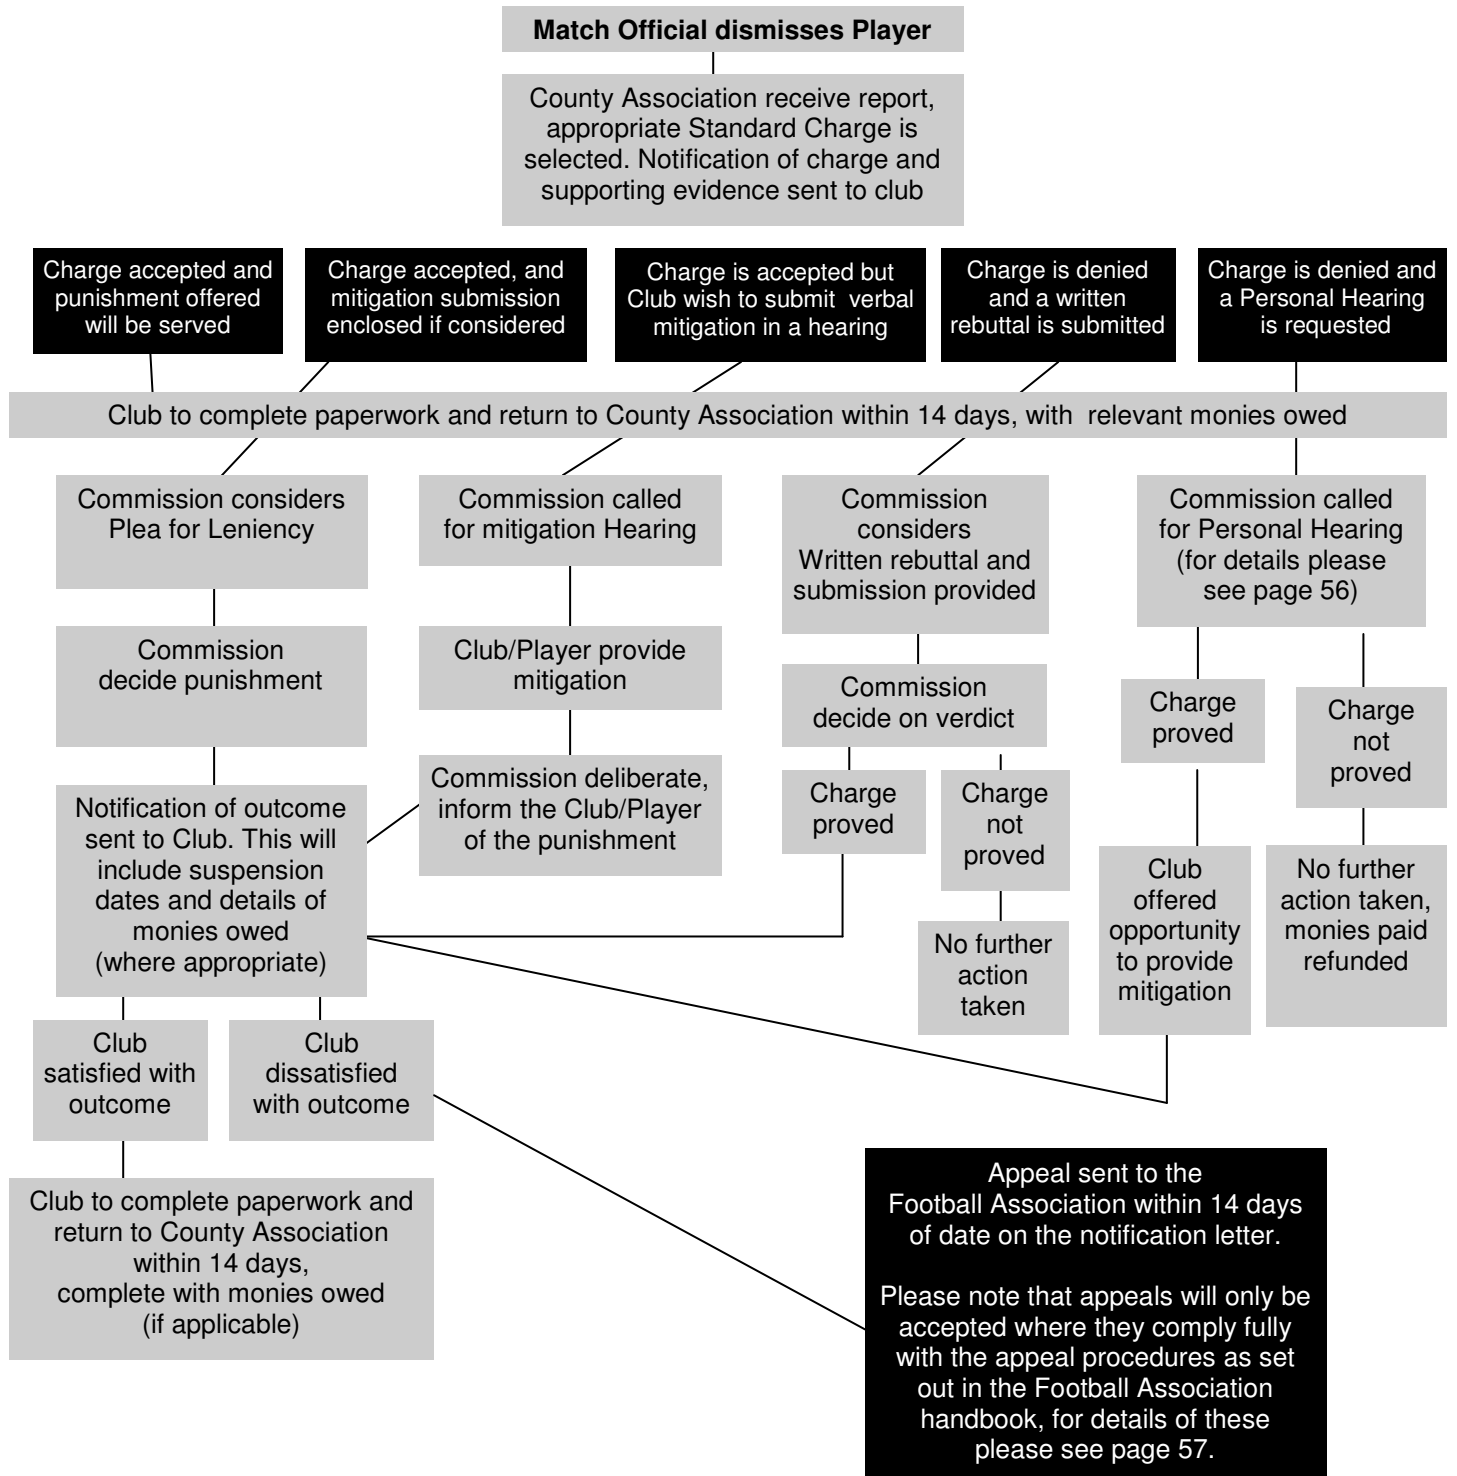 Match Official dismisses Player
County Association receive report,
appropriate Standard Charge is
selected. Notification of charge and
supporting evidence sent to club
Charge accepted and
punishment offered
will be served
Charge accepted, and
mitigation submission
enclosed if considered
Charge is accepted but
Club wish to submit  verbal
mitigation in a hearing
Charge is denied
and a written
rebuttal is submitted
Charge is denied and
a Personal Hearing
is requested
Club to complete paperwork and return to County Association within 14 days, with  relevant monies owed
Commission considers
Plea for Leniency
Commission called
for mitigation Hearing
Commission
considers
Written rebuttal and
submission provided
Commission called
for Personal Hearing
(for details please
see page 56)
Commission
decide punishment
Club/Player provide
mitigation
Commission
decide on verdict
Charge
proved
Charge
not
proved
Notification of outcome
sent to Club. This will
include suspension
dates and details of
monies owed
(where appropriate)
Commission deliberate,
inform the Club/Player
of the punishment
Charge
proved
Charge
not
proved
No further
action
taken
Club
offered
opportunity
to provide
mitigation
No further
action taken,
monies paid
refunded
Club
satisfied with
outcome
Club
dissatisfied
with outcome
Club to complete paperwork and
return to County Association
within 14 days,
complete with monies owed
(if applicable)
Appeal sent to the
Football Association within 14 days
of date on the notification letter.
Please note that appeals will only be
accepted where they comply fully
with the appeal procedures as set
out in the Football Association
handbook, for details of these
please see page 57.